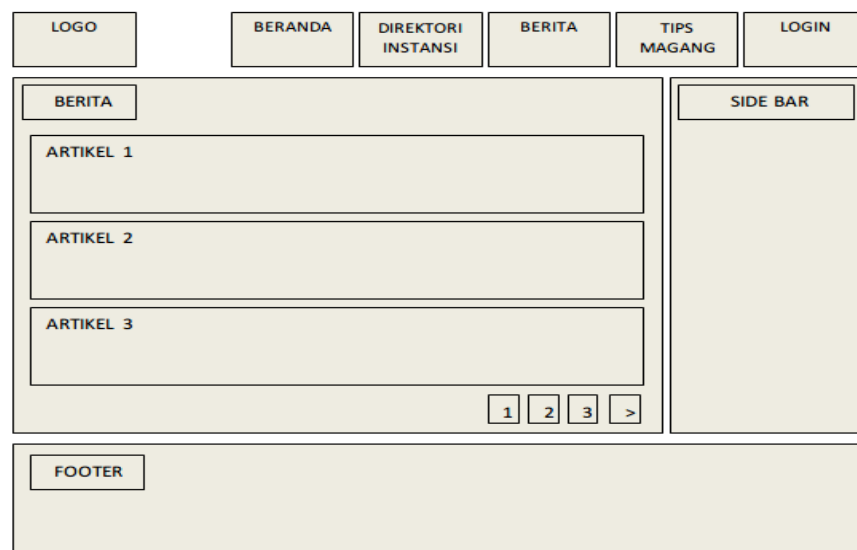 LOGO
BERANDA
DIREKTORI
INSTANSI
BERITA
TIPS
MAGANG
LOGIN
BERITA
SIDE BAR
ARTIKEL 1
ARTIKEL 2
ARTIKEL 3
1 2 3 >
FOOTER